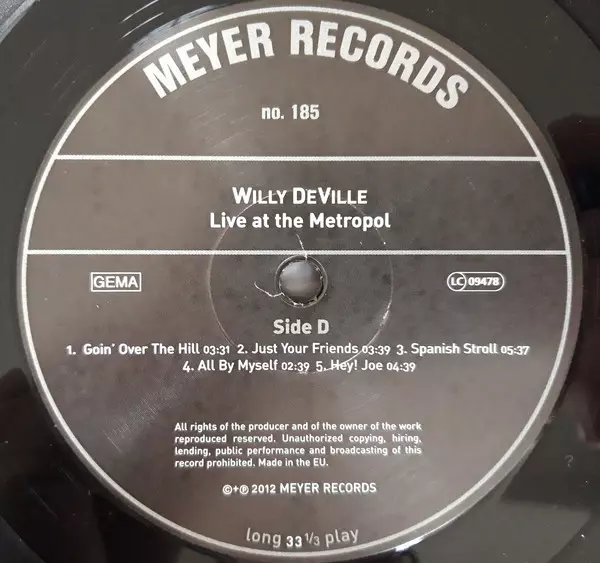 MEYER RECORDS
no. 185
WILLY DEVILLE
Live at the Metropol
GEMA
LC 09478
Side D
1. Goin' Over The Hill 03:31 2. Just Your Friends 03:39 3. Spanish Stroll 05:37
4. All By Myself 02:39 5. Hey! Joe 04:39
All rights of the producer and of the owner of the work
reproduced reserved. Unauthorized copying, hiring,
lending, public performance and broadcasting of this
record prohibited. Made in the EU.
©+℗ 2012 MEYER RECORDS
long 33 1/3 play